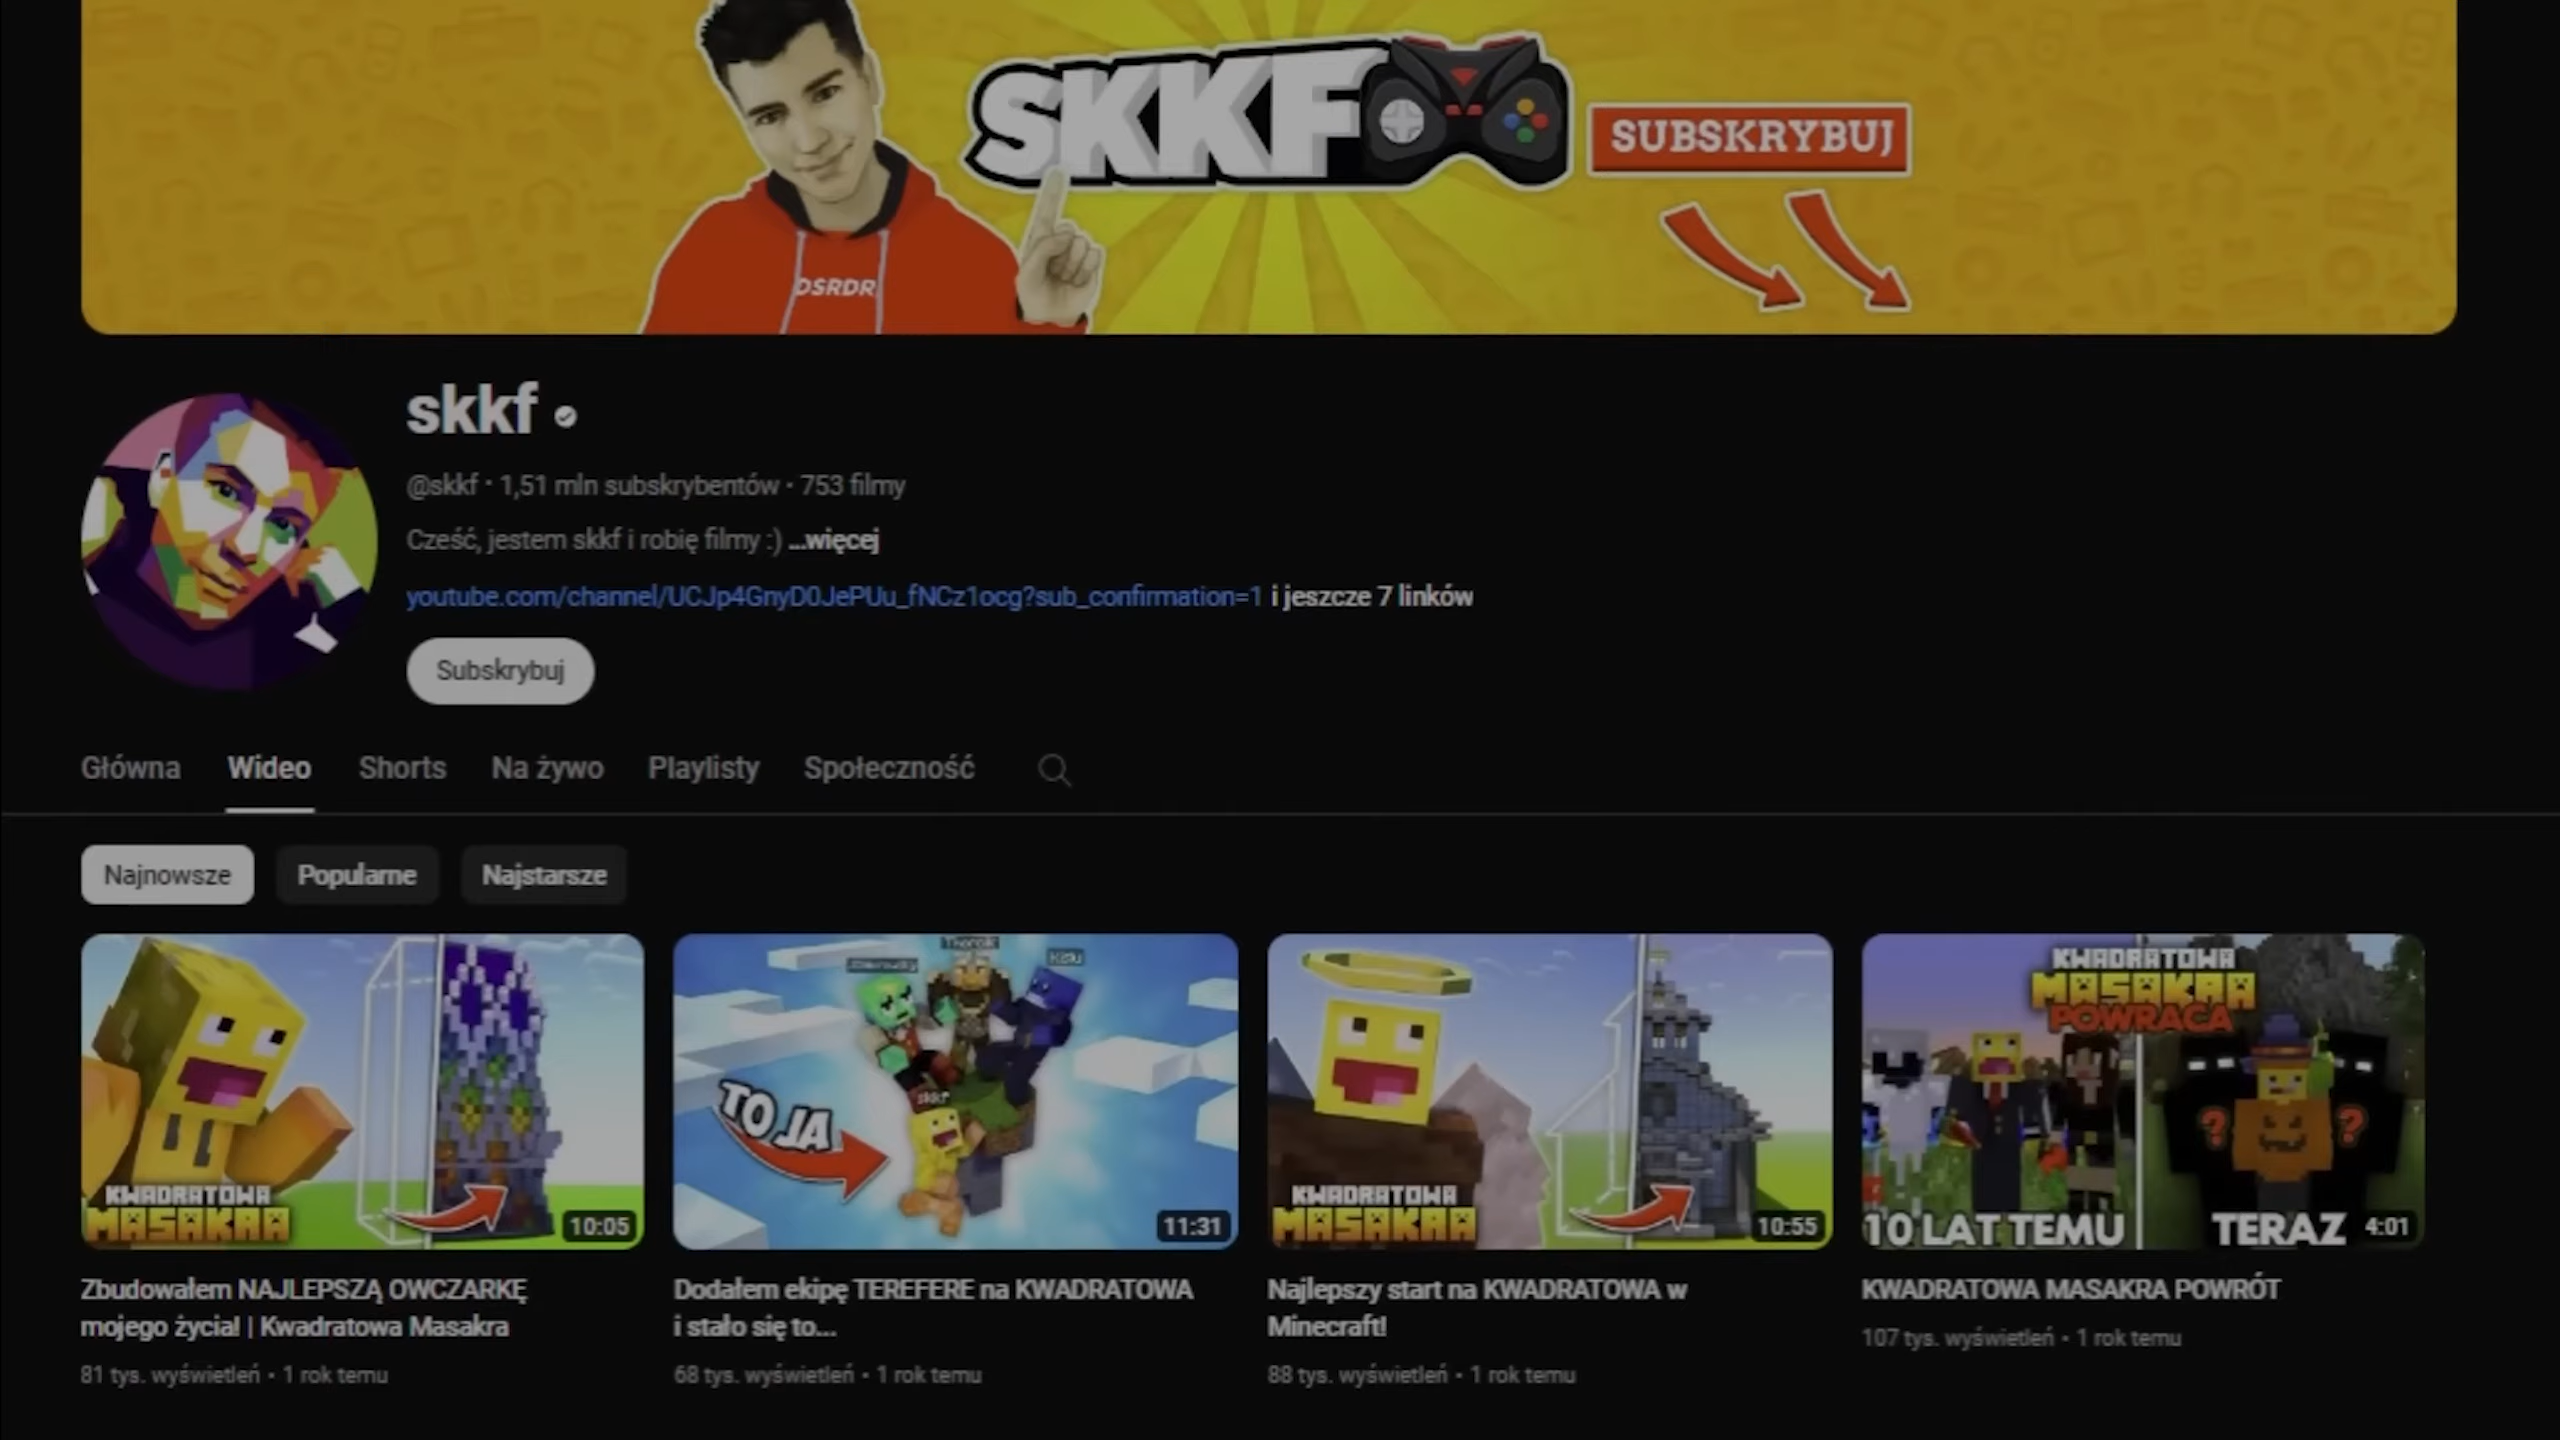 SKKF
SUBSKRYBUJ
DSRDR
skkf
@skkf · 1,51 mln subskrybentów · 753 filmy
Cześć, jestem skkf i robię filmy :) ...więcej
youtube.com/channel/UCJp4GnyD0JePUu_fNCz1ocg?sub_confirmation=1 i jeszcze 7 linków
Subskrybuj
Główna Wideo Shorts Na żywo Playlisty Społeczność
Najnowsze Popularne Najstarsze
KWADRATOWA
MASAKRA
10:05
Zbudowałem NAJLEPSZĄ OWCZARKĘ
mojego życia! | Kwadratowa Masakra
81 tys. wyświetleń · 1 rok temu
skkf
TO JA
11:31
Dodałem ekipę TEREFERE na KWADRATOWA
i stało się to...
68 tys. wyświetleń · 1 rok temu
KWADRATOWA
MASAKRA
10:55
Najlepszy start na KWADRATOWA w
Minecraft!
88 tys. wyświetleń · 1 rok temu
KWADRATOWA
MASAKRA
POWRACA
? ?
10 LAT TEMU
TERAZ
4:01
KWADRATOWA MASAKRA POWRÓT
107 tys. wyświetleń · 1 rok temu